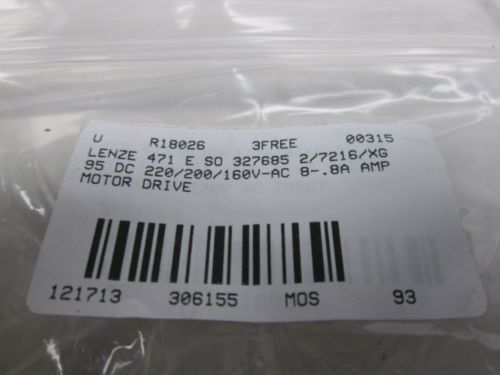 U R18026 3FREE 00315
LENZE 471 E SO 327685 2/7216/XG
95 DC 220/200/160V-AC 8-.8A AMP
MOTOR DRIVE
121713 306155 MOS 93